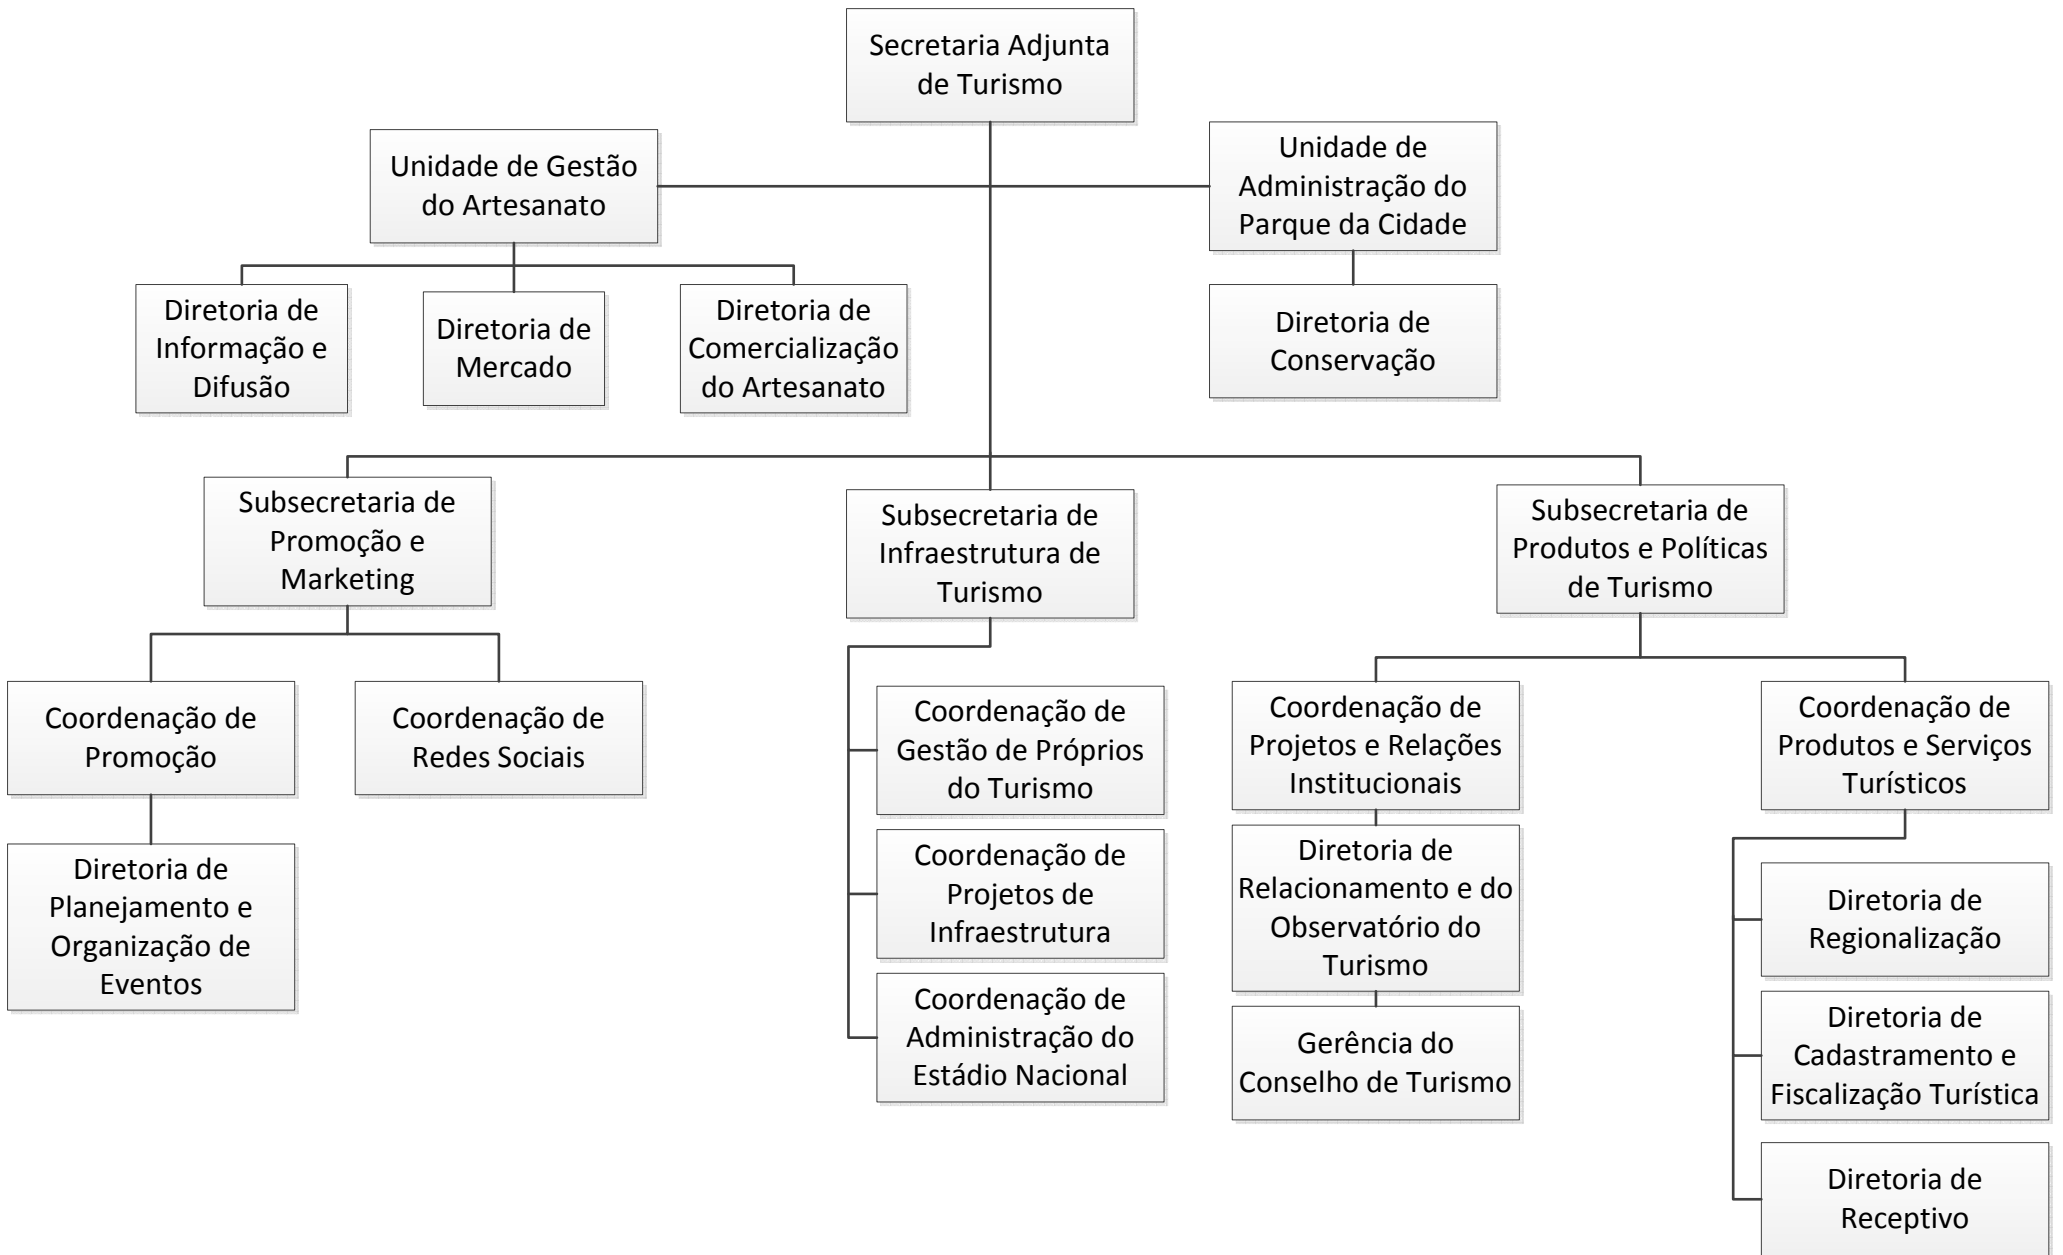 Secretaria Adjunta
de Turismo
Unidade de Gestão
do Artesanato
Unidade de
Administração do
Parque da Cidade
Diretoria de
Informação e
Difusão
Diretoria de
Mercado
Diretoria de
Comercialização
do Artesanato
Diretoria de
Conservação
Subsecretaria de
Promoção e
Marketing
Subsecretaria de
Infraestrutura de
Turismo
Subsecretaria de
Produtos e Políticas
de Turismo
Coordenação de
Promoção
Coordenação de
Redes Sociais
Diretoria de
Planejamento e
Organização de
Eventos
Coordenação de
Gestão de Próprios
do Turismo
Coordenação de
Projetos de
Infraestrutura
Coordenação de
Administração do
Estádio Nacional
Coordenação de
Projetos e Relações
Institucionais
Diretoria de
Relacionamento e do
Observatório do
Turismo
Gerência do
Conselho de Turismo
Coordenação de
Produtos e Serviços
Turísticos
Diretoria de
Regionalização
Diretoria de
Cadastramento e
Fiscalização Turística
Diretoria de
Receptivo